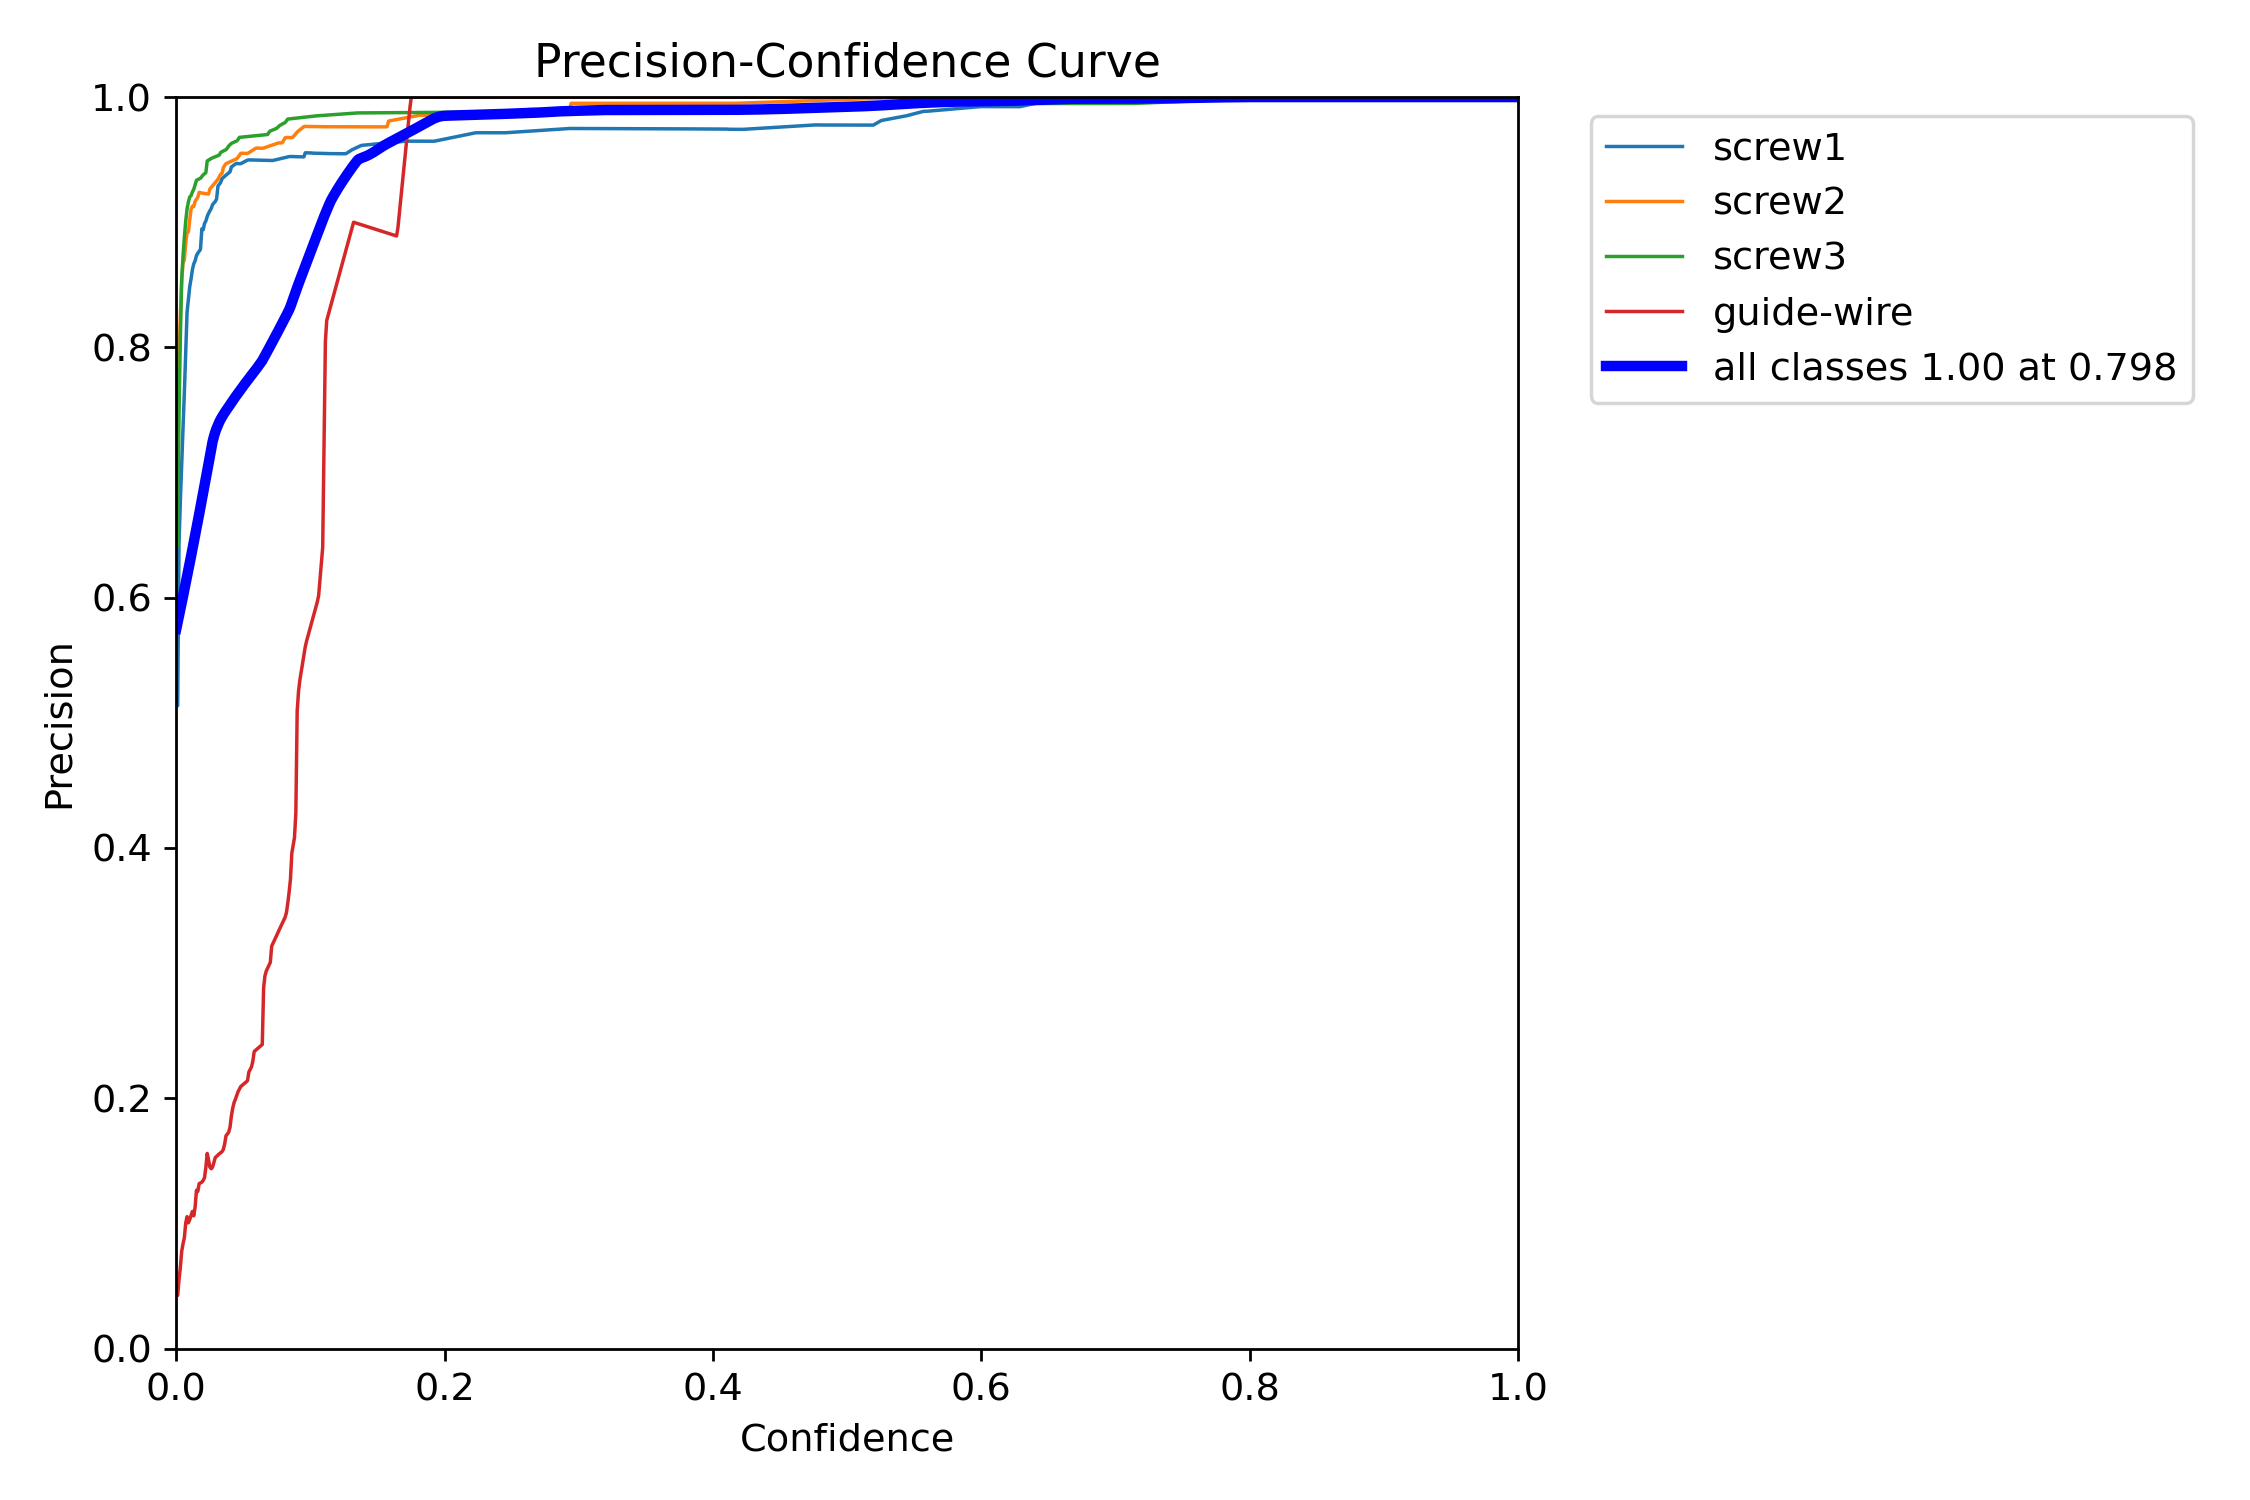 Precision-Confidence Curve
1.0
0.8
0.6
0.4
0.2
0.0
Precision
0.0 0.2 0.4 0.6 0.8 1.0
Confidence
screw1
screw2
screw3
guide-wire
all classes 1.00 at 0.798